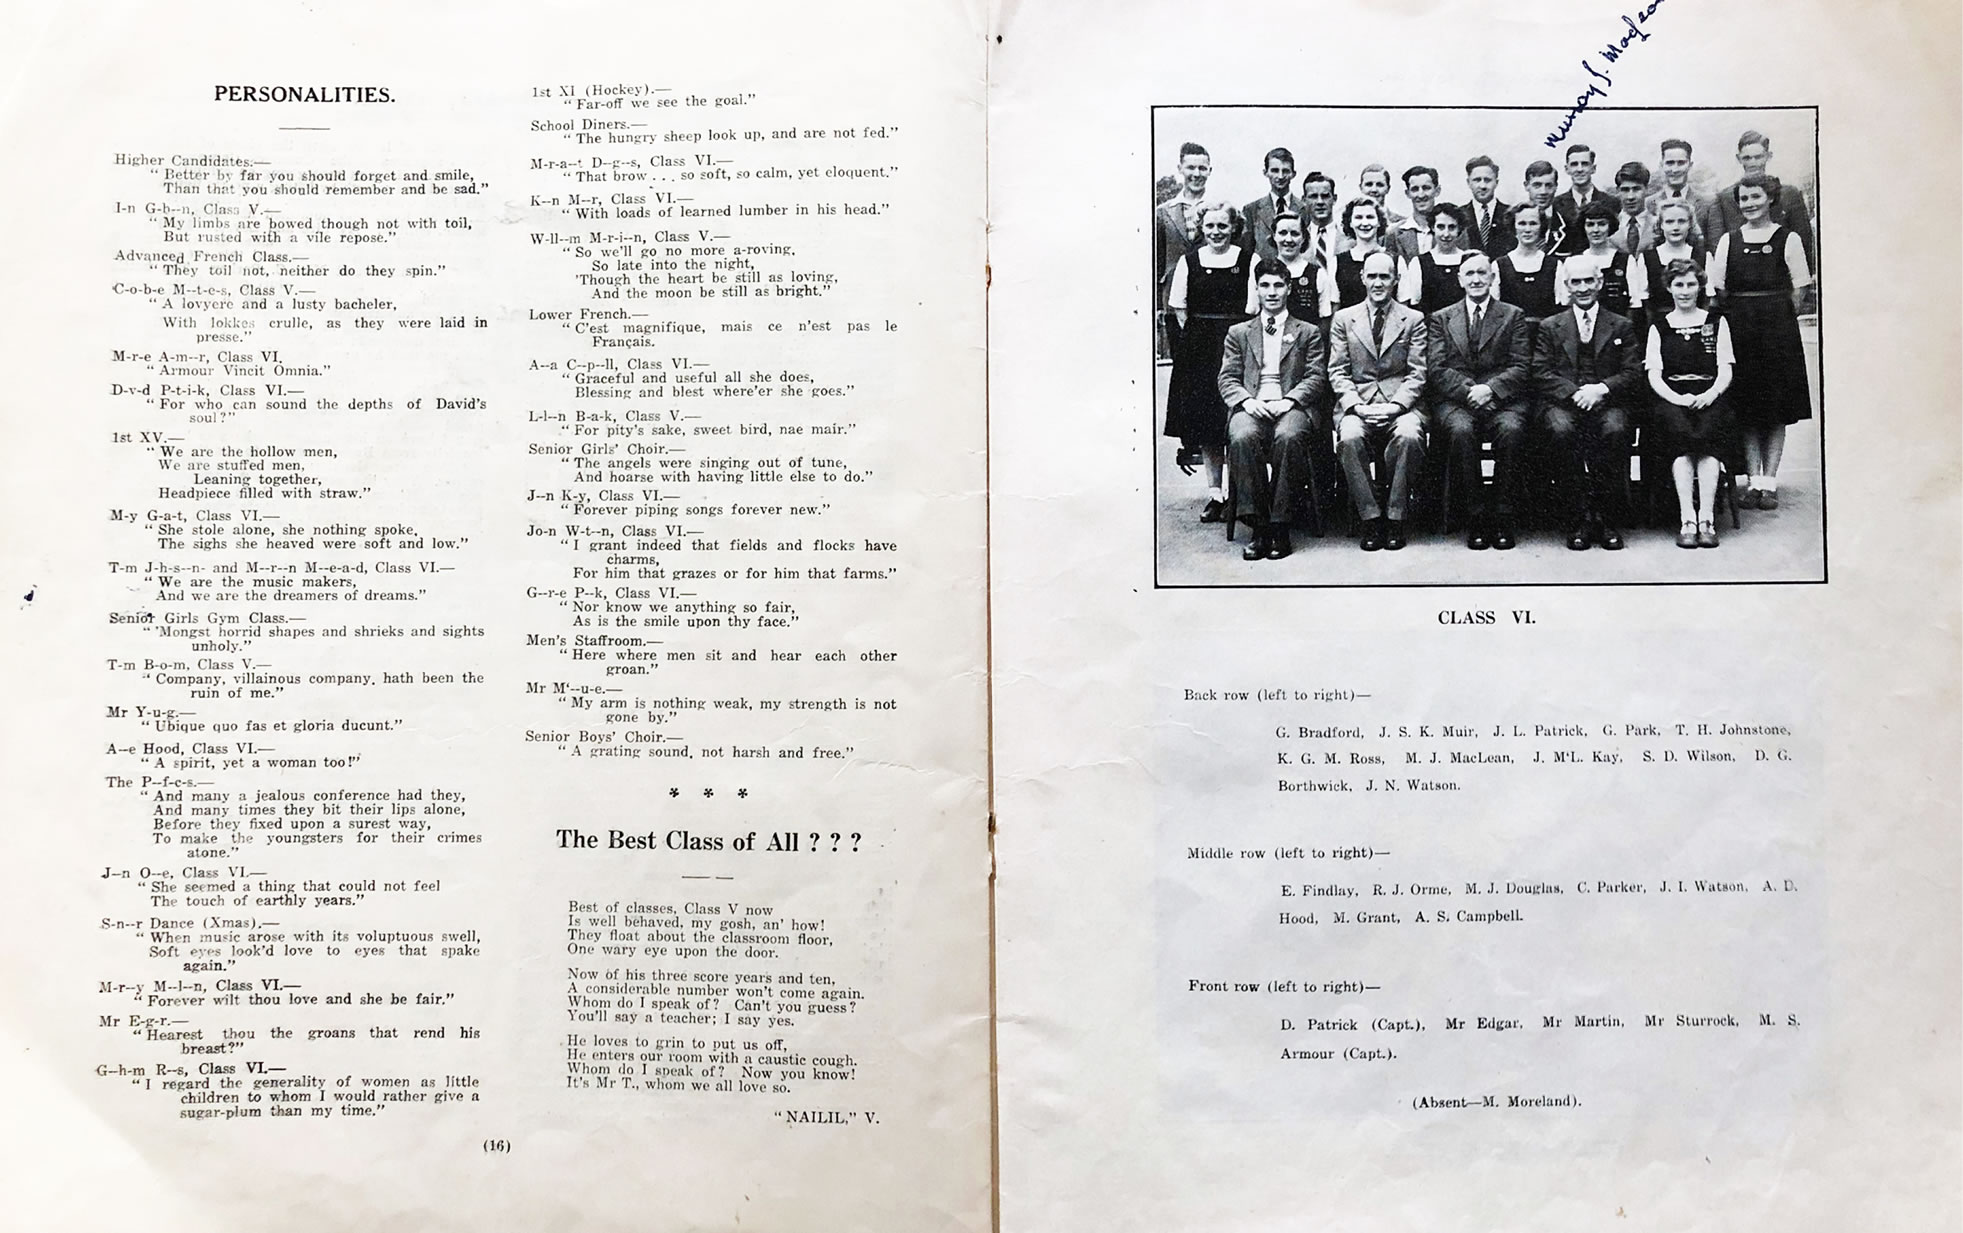 PERSONALITIES.
Higher Candidates.—
“ Better by far you should forget and smile,
Than that you should remember and be sad.”
I-n G-b--n, Class V.—
“ My limbs are bowed though not with toil,
But rusted with a vile repose.”
Advanced French Class.—
“ They toil not, neither do they spin.”
C-o-b-e M--t-e-s, Class V.—
“ A lovyere and a lusty bacheler,
With lokkes crulle, as they were laid in
presse.”
M-r-e A-m--r, Class VI.
“ Armour Vincit Omnia.”
D-v-d P-t-i-k, Class VI.—
“ For who can sound the depths of David's
soul?”
1st XV.—
“ We are the hollow men,
We are stuffed men,
Leaning together,
Headpiece filled with straw.”
M-y G-a-t, Class VI.—
“ She stole alone, she nothing spoke,
The sighs she heaved were soft and low.”
T-m J-h-s--n- and M--r--n M--e-a-d, Class VI.—
“ We are the music makers,
And we are the dreamers of dreams.”
Senior Girls Gym Class.—
“ 'Mongst horrid shapes and shrieks and sights
unholy.”
T-m B-o-m, Class V.—
“ Company, villainous company, hath been the
ruin of me.”
Mr Y-u-g.—
“ Ubique quo fas et gloria ducunt.”
A--e Hood, Class VI.—
“ A spirit, yet a woman too!”
The P--f-c-s.—
“ And many a jealous conference had they,
And many times they bit their lips alone,
Before they fixed upon a surest way,
To make the youngsters for their crimes
atone.”
J--n O--e, Class VI.—
“ She seemed a thing that could not feel
The touch of earthly years.”
S-n--r Dance (Xmas).—
“ When music arose with its voluptuous swell,
Soft eyes look'd love to eyes that spake
again.”
M-r--y M--l--n, Class VI.—
“ Forever wilt thou love and she be fair.”
Mr E-g-r.—
“ Hearest thou the groans that rend his
breast?”
G--h-m R--s, Class VI.—
“ I regard the generality of women as little
children to whom I would rather give a
sugar-plum than my time.”
1st XI (Hockey).—
“ Far-off we see the goal.”
School Diners.—
“ The hungry sheep look up, and are not fed.”
M-r-a--t D--g--s, Class VI.—
“ That brow . . . so soft, so calm, yet eloquent.”
K--n M--r, Class VI.—
“ With loads of learned lumber in his head.”
W-ll--m M-r-i--n, Class V.—
“ So we'll go no more a-roving,
So late into the night,
'Though the heart be still as loving,
And the moon be still as bright.”
Lower French.—
“ C'est magnifique, mais ce n'est pas le
Français.
A--a C--p--ll, Class VI.—
“ Graceful and useful all she does,
Blessing and blest where'er she goes.”
L-l--n B-a-k, Class V.—
“ For pity's sake, sweet bird, nae mair.”
Senior Girls' Choir.—
“ The angels were singing out of tune,
And hoarse with having little else to do.”
J--n K-y, Class VI.—
“ Forever piping songs forever new.”
Jo-n W-t--n, Class VI.—
“ I grant indeed that fields and flocks have
charms,
For him that grazes or for him that farms.”
G--r-e P--k, Class VI.—
“ Nor know we anything so fair,
As is the smile upon thy face.”
Men's Staffroom.—
“ Here where men sit and hear each other
groan.”
Mr M‘--u-e.—
“ My arm is nothing weak, my strength is not
gone by.”
Senior Boys' Choir.—
“ A grating sound, not harsh and free.”
* * *
The Best Class of All ? ? ?
Best of classes, Class V now
Is well behaved, my gosh, an' how!
They float about the classroom floor,
One wary eye upon the door.
Now of his three score years and ten,
A considerable number won't come again.
Whom do I speak of? Can't you guess?
You'll say a teacher; I say yes.
He loves to grin to put us off,
He enters our room with a caustic cough.
Whom do I speak of? Now you know!
It's Mr T., whom we all love so.
“ NAILIL,” V.
(16)
CLASS VI.
Back row (left to right)—
G. Bradford, J. S. K. Muir, J. L. Patrick, G. Park, T. H. Johnstone,
K. G. M. Ross, M. J. MacLean, J. M‘L. Kay, S. D. Wilson, D. G.
Borthwick, J. N. Watson.
Middle row (left to right)—
E. Findlay, R. J. Orme, M. J. Douglas, C. Parker, J. I. Watson, A. D.
Hood, M. Grant, A. S. Campbell.
Front row (left to right)—
D. Patrick (Capt.), Mr Edgar, Mr Martin, Mr Sturrock, M. S.
Armour (Capt.).
(Absent—M. Moreland).